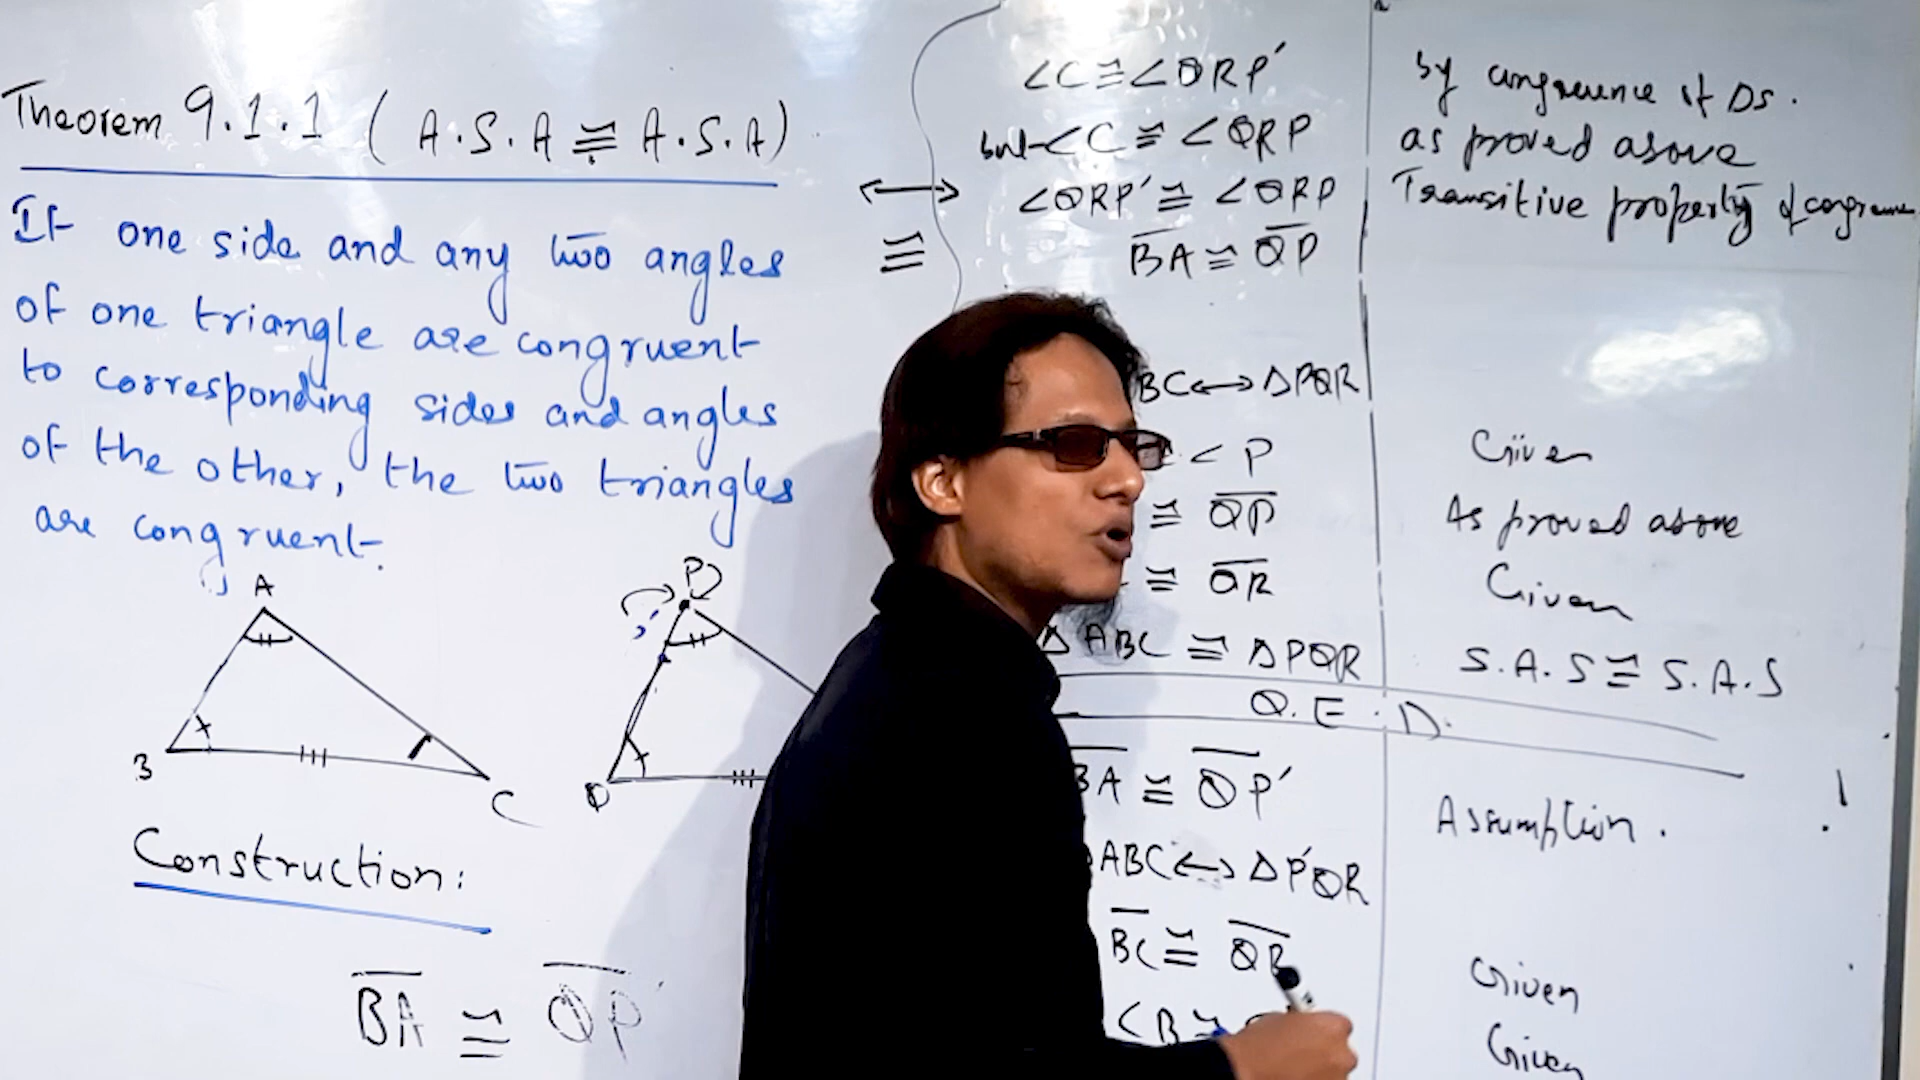 Theorem 9.1.1 ( A.S.A ≅ A.S.A)
If one side and any two angles
of one triangle are congruent
to corresponding sides and angles
of the other, the two triangles
are congruent.
A
B
C
P
Q
Construction:
BA ≅ QP′
↔
≅
∠C ≅ ∠QRP′ by congruence of Δs.
but ∠C ≅ ∠QRP as proved above
∠QRP′ ≅ ∠QRP Transitive property of congruence
BA ≅ QP
BC ↔ ΔPQR
∠P Given
≅ QP As proved above
≅ QR Given
ΔABC ≅ ΔPQR S.A.S ≅ S.A.S
Q.E.D.
BA ≅ QP′ Assumption.
ABC ↔ ΔP′QR
BC ≅ QR Given
∠B ≅ Given